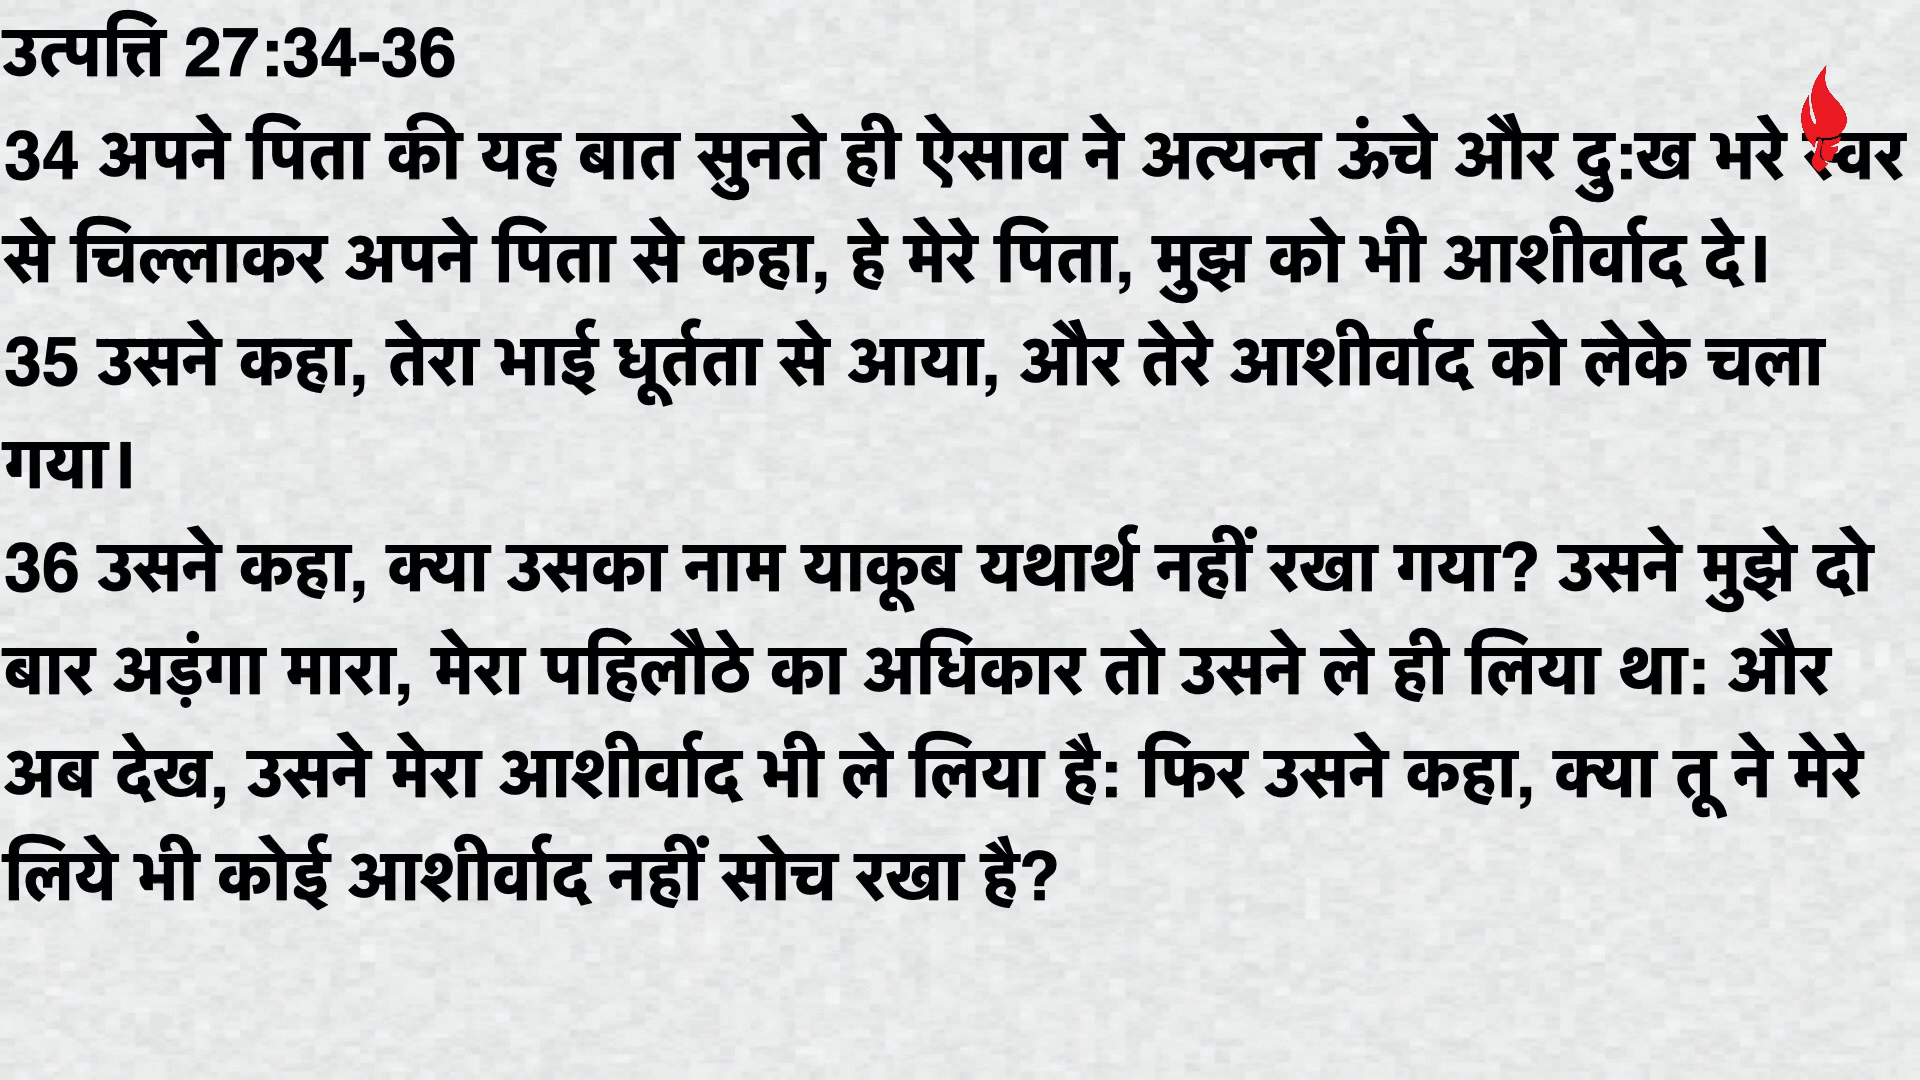 उत्पत्ति 27:34-36
34 अपने पिता की यह बात सुनते ही ऐसाव ने अत्यन्त ऊंचे और दु:ख भरे स्वर
से चिल्लाकर अपने पिता से कहा, हे मेरे पिता, मुझ को भी आशीर्वाद दे।
35 उसने कहा, तेरा भाई धूर्तता से आया, और तेरे आशीर्वाद को लेके चला
गया।
36 उसने कहा, क्या उसका नाम याकूब यथार्थ नहीं रखा गया? उसने मुझे दो
बार अड़ंगा मारा, मेरा पहिलौठे का अधिकार तो उसने ले ही लिया था: और
अब देख, उसने मेरा आशीर्वाद भी ले लिया है: फिर उसने कहा, क्या तू ने मेरे
लिये भी कोई आशीर्वाद नहीं सोच रखा है?